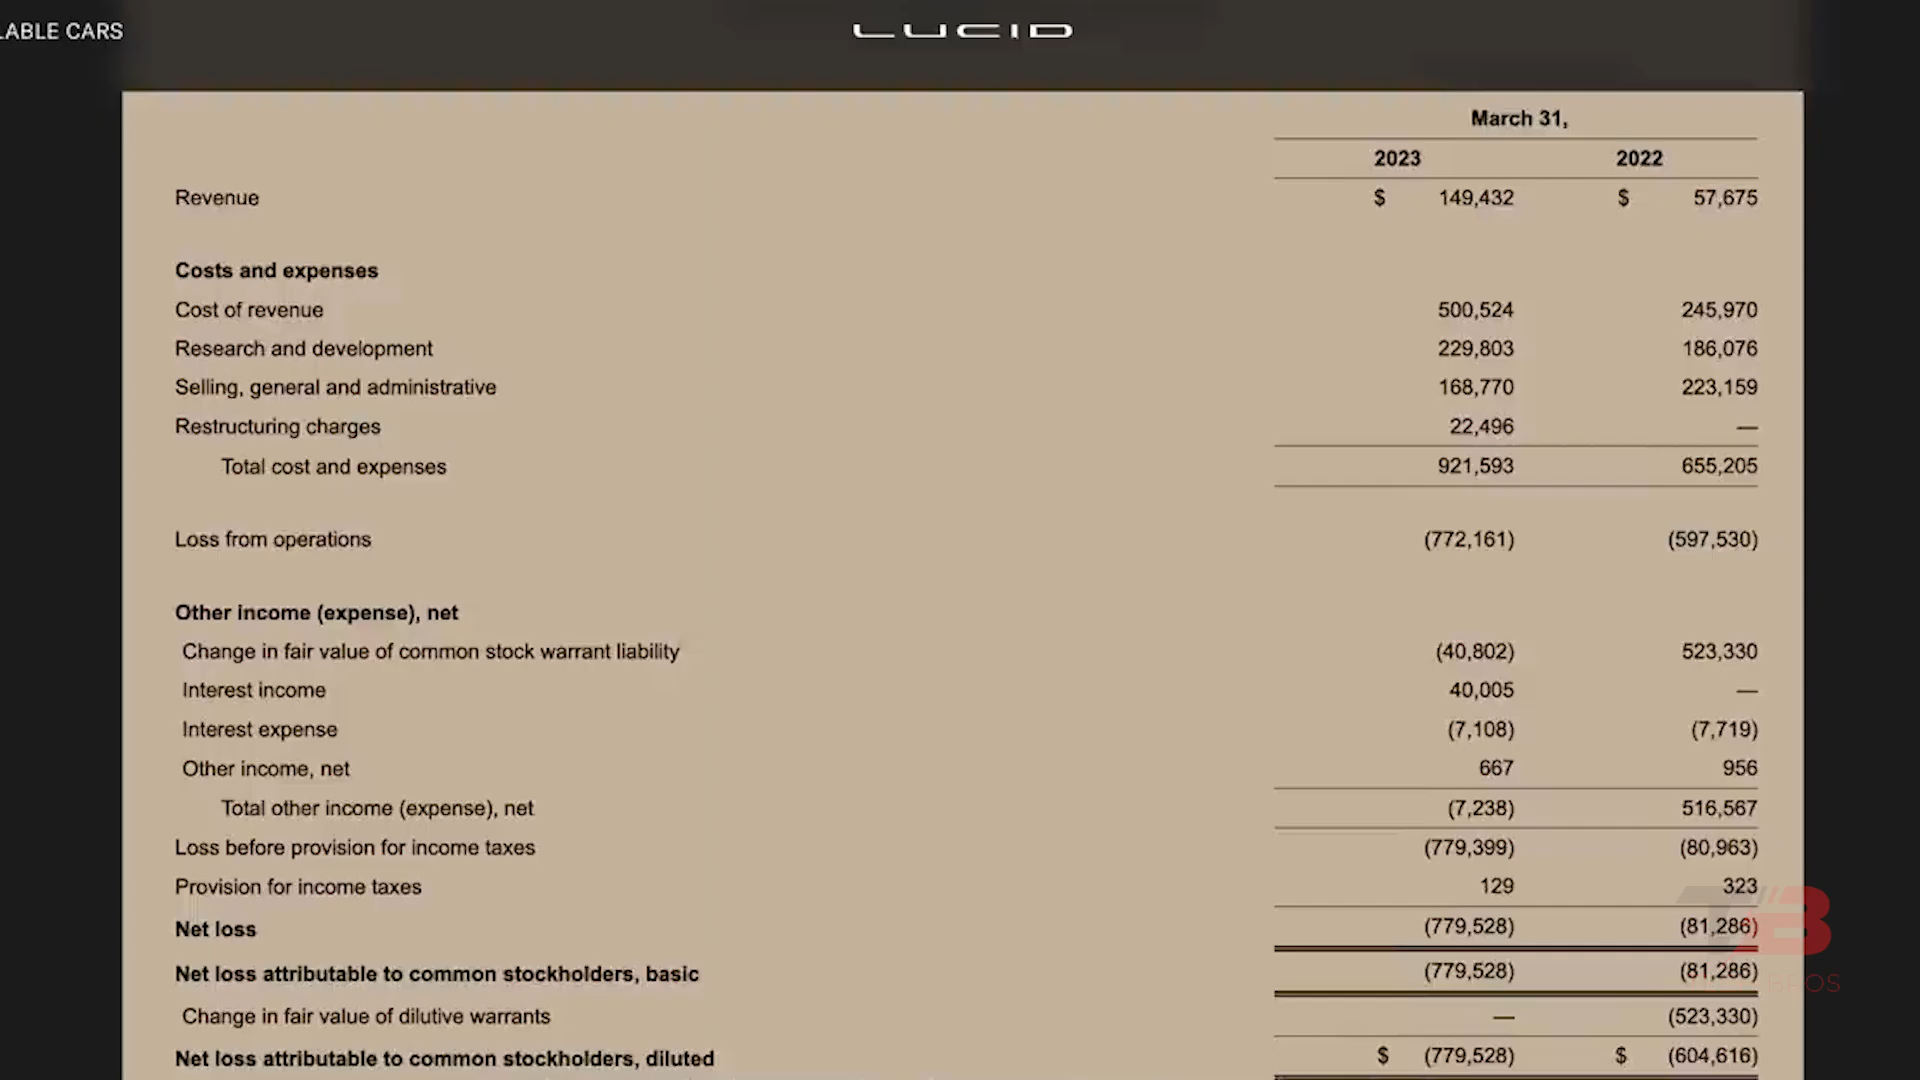 LABLE CARS
LUCID
March 31,
2023 2022
Revenue $ 149,432 $ 57,675
Costs and expenses
Cost of revenue 500,524 245,970
Research and development 229,803 186,076
Selling, general and administrative 168,770 223,159
Restructuring charges 22,496 —
Total cost and expenses 921,593 655,205
Loss from operations (772,161) (597,530)
Other income (expense), net
Change in fair value of common stock warrant liability (40,802) 523,330
Interest income 40,005 —
Interest expense (7,108) (7,719)
Other income, net 667 956
Total other income (expense), net (7,238) 516,567
Loss before provision for income taxes (779,399) (80,963)
Provision for income taxes 129 323
Net loss (779,528) (81,286)
Net loss attributable to common stockholders, basic (779,528) (81,286)
Change in fair value of dilutive warrants — (523,330)
Net loss attributable to common stockholders, diluted $ (779,528) $ (604,616)
TB
BROS